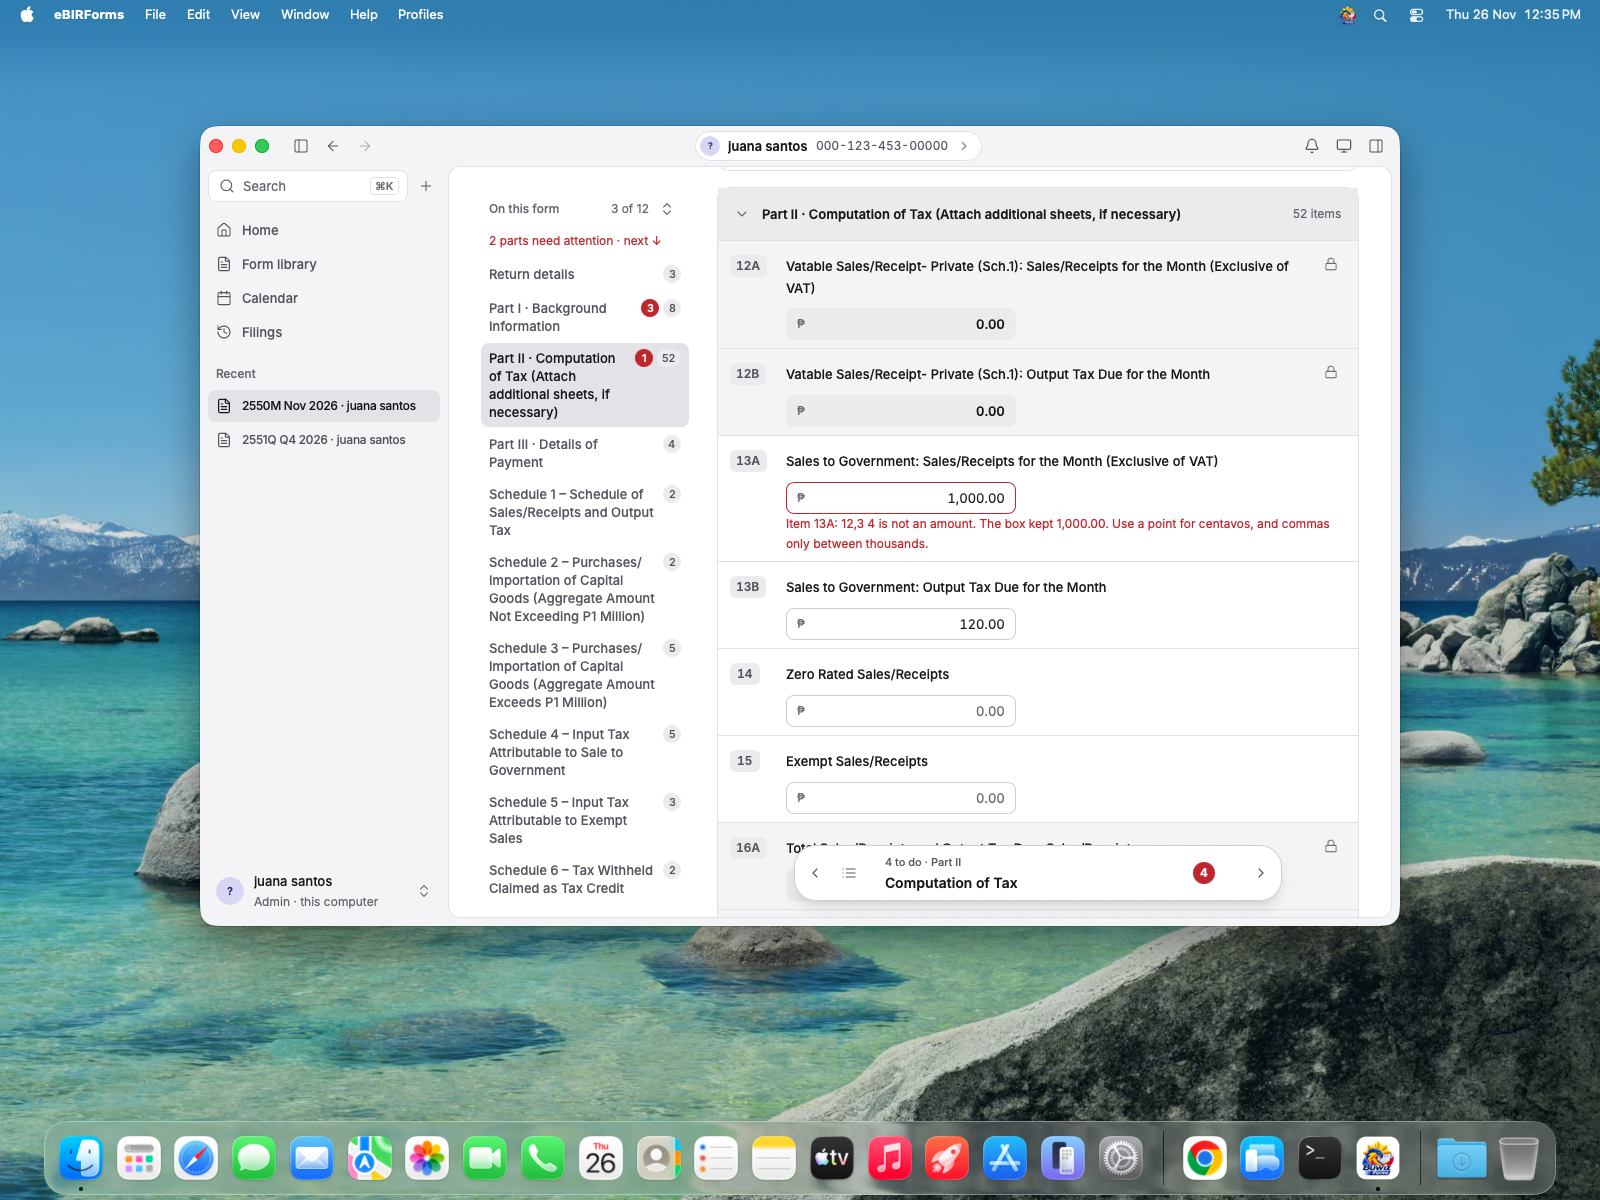 eBIRForms File Edit View Window Help Profiles
Thu 26 Nov 12:35 PM
? juana santos 000-123-453-00000
Search ⌘K
Home
Form library
Calendar
Filings
Recent
2550M Nov 2026 · juana santos
2551Q Q4 2026 · juana santos
? juana santos
Admin · this computer
On this form 3 of 12
2 parts need attention · next ↓
Return details 3
Part I · Background 3 8
Information
Part II · Computation 1 52
of Tax (Attach
additional sheets, if
necessary)
Part III · Details of 4
Payment
Schedule 1 – Schedule of 2
Sales/Receipts and Output
Tax
Schedule 2 – Purchases/ 2
Importation of Capital
Goods (Aggregate Amount
Not Exceeding P1 Million)
Schedule 3 – Purchases/ 5
Importation of Capital
Goods (Aggregate Amount
Exceeds P1 Million)
Schedule 4 – Input Tax 5
Attributable to Sale to
Government
Schedule 5 – Input Tax 3
Attributable to Exempt
Sales
Schedule 6 – Tax Withheld 2
Claimed as Tax Credit
Part II · Computation of Tax (Attach additional sheets, if necessary) 52 items
12A Vatable Sales/Receipt- Private (Sch.1): Sales/Receipts for the Month (Exclusive of
VAT)
₱ 0.00
12B Vatable Sales/Receipt- Private (Sch.1): Output Tax Due for the Month
₱ 0.00
13A Sales to Government: Sales/Receipts for the Month (Exclusive of VAT)
₱ 1,000.00
Item 13A: 12,3 4 is not an amount. The box kept 1,000.00. Use a point for centavos, and commas
only between thousands.
13B Sales to Government: Output Tax Due for the Month
₱ 120.00
14 Zero Rated Sales/Receipts
₱ 0.00
15 Exempt Sales/Receipts
₱ 0.00
16A
4 to do · Part II
Computation of Tax 4
Thu
26
tv